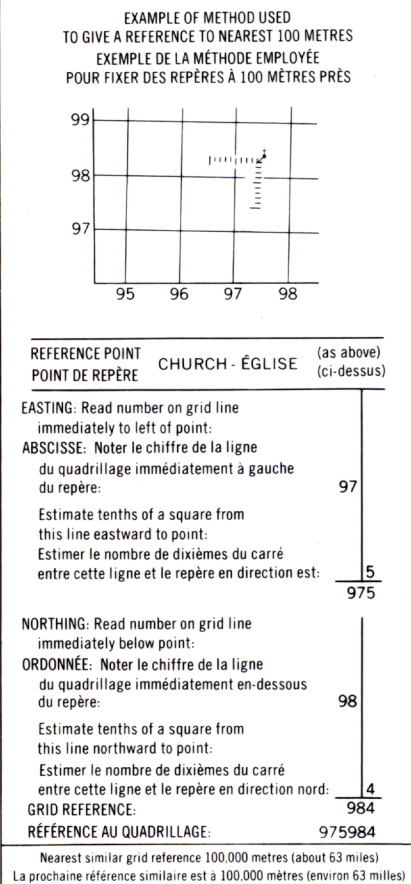 EXAMPLE OF METHOD USED
TO GIVE A REFERENCE TO NEAREST 100 METRES
EXEMPLE DE LA MÉTHODE EMPLOYÉE
POUR FIXER DES REPÈRES À 100 MÈTRES PRÈS
99
98
97
95 96 97 98
REFERENCE POINT
POINT DE REPÈRE
CHURCH - ÉGLISE
(as above)
(ci-dessus)
EASTING: Read number on grid line
immediately to left of point:
ABSCISSE: Noter le chiffre de la ligne
du quadrillage immédiatement à gauche
du repère: 97
Estimate tenths of a square from
this line eastward to point:
Estimer le nombre de dixièmes du carré
entre cette ligne et le repère en direction est: 5
975
NORTHING: Read number on grid line
immediately below point:
ORDONNÉE: Noter le chiffre de la ligne
du quadrillage immédiatement en-dessous
du repère: 98
Estimate tenths of a square from
this line northward to point:
Estimer le nombre de dixièmes du carré
entre cette ligne et le repère en direction nord: 4
GRID REFERENCE: 984
RÉFÉRENCE AU QUADRILLAGE: 975984
Nearest similar grid reference 100,000 metres (about 63 miles)
La prochaine référence similaire est à 100,000 mètres (environ 63 milles)